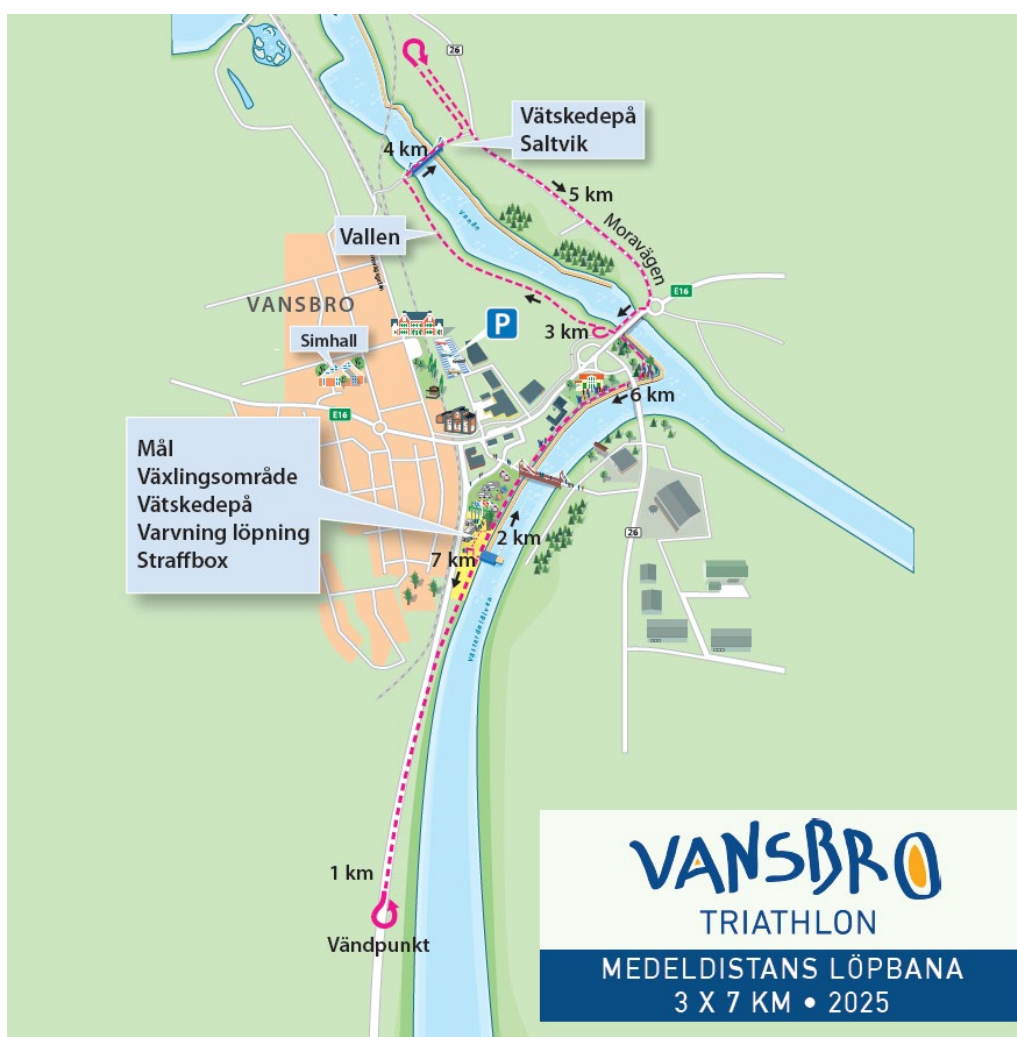 26
Vätskedepå
Saltvik
4 km
5 km
Vanån
Vallen
Moravägen
E16
VANSBRO
P
3 km
Simhall
6 km
E16
Mål
Växlingsområde
Vätskedepå
Varvning löpning
Straffbox
2 km
26
7 km
Västerdalälven
1 km
Vändpunkt
VANSBRO
TRIATHLON
MEDELDISTANS LÖPBANA
3 X 7 KM • 2025